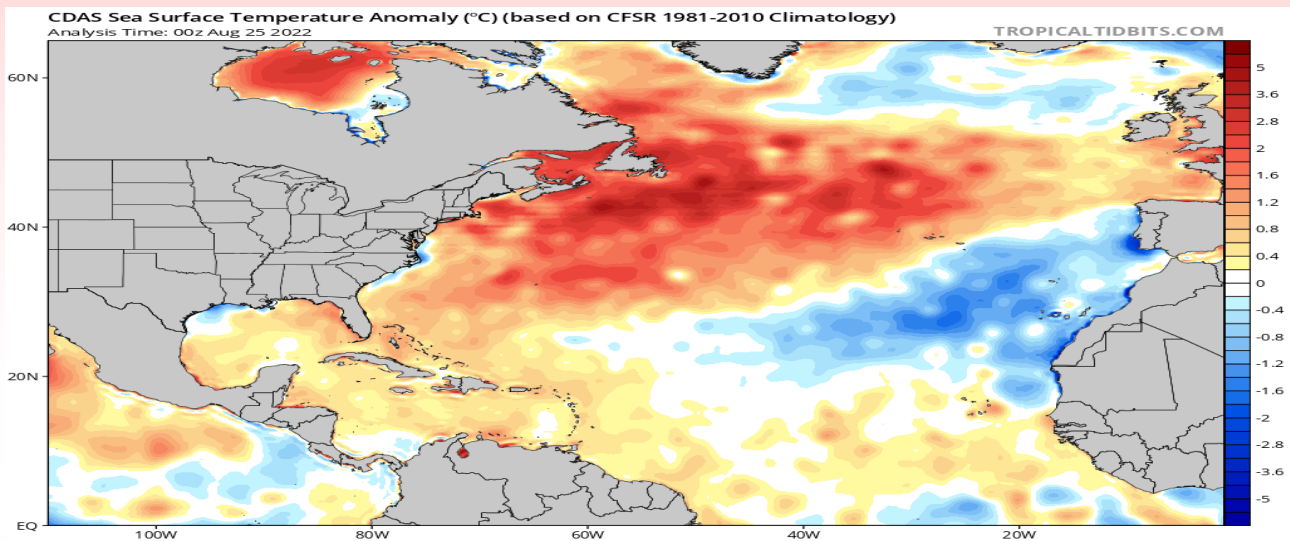 CDAS Sea Surface Temperature Anomaly (°C) (based on CFSR 1981-2010 Climatology)
Analysis Time: 00z Aug 25 2022
TROPICALTIDBITS.COM
60N
40N
20N
EQ
100W
80W
60W
40W
20W
5
3.6
2.8
2
1.6
1.2
0.8
0.4
0
-0.4
-0.8
-1.2
-1.6
-2
-2.8
-3.6
-5